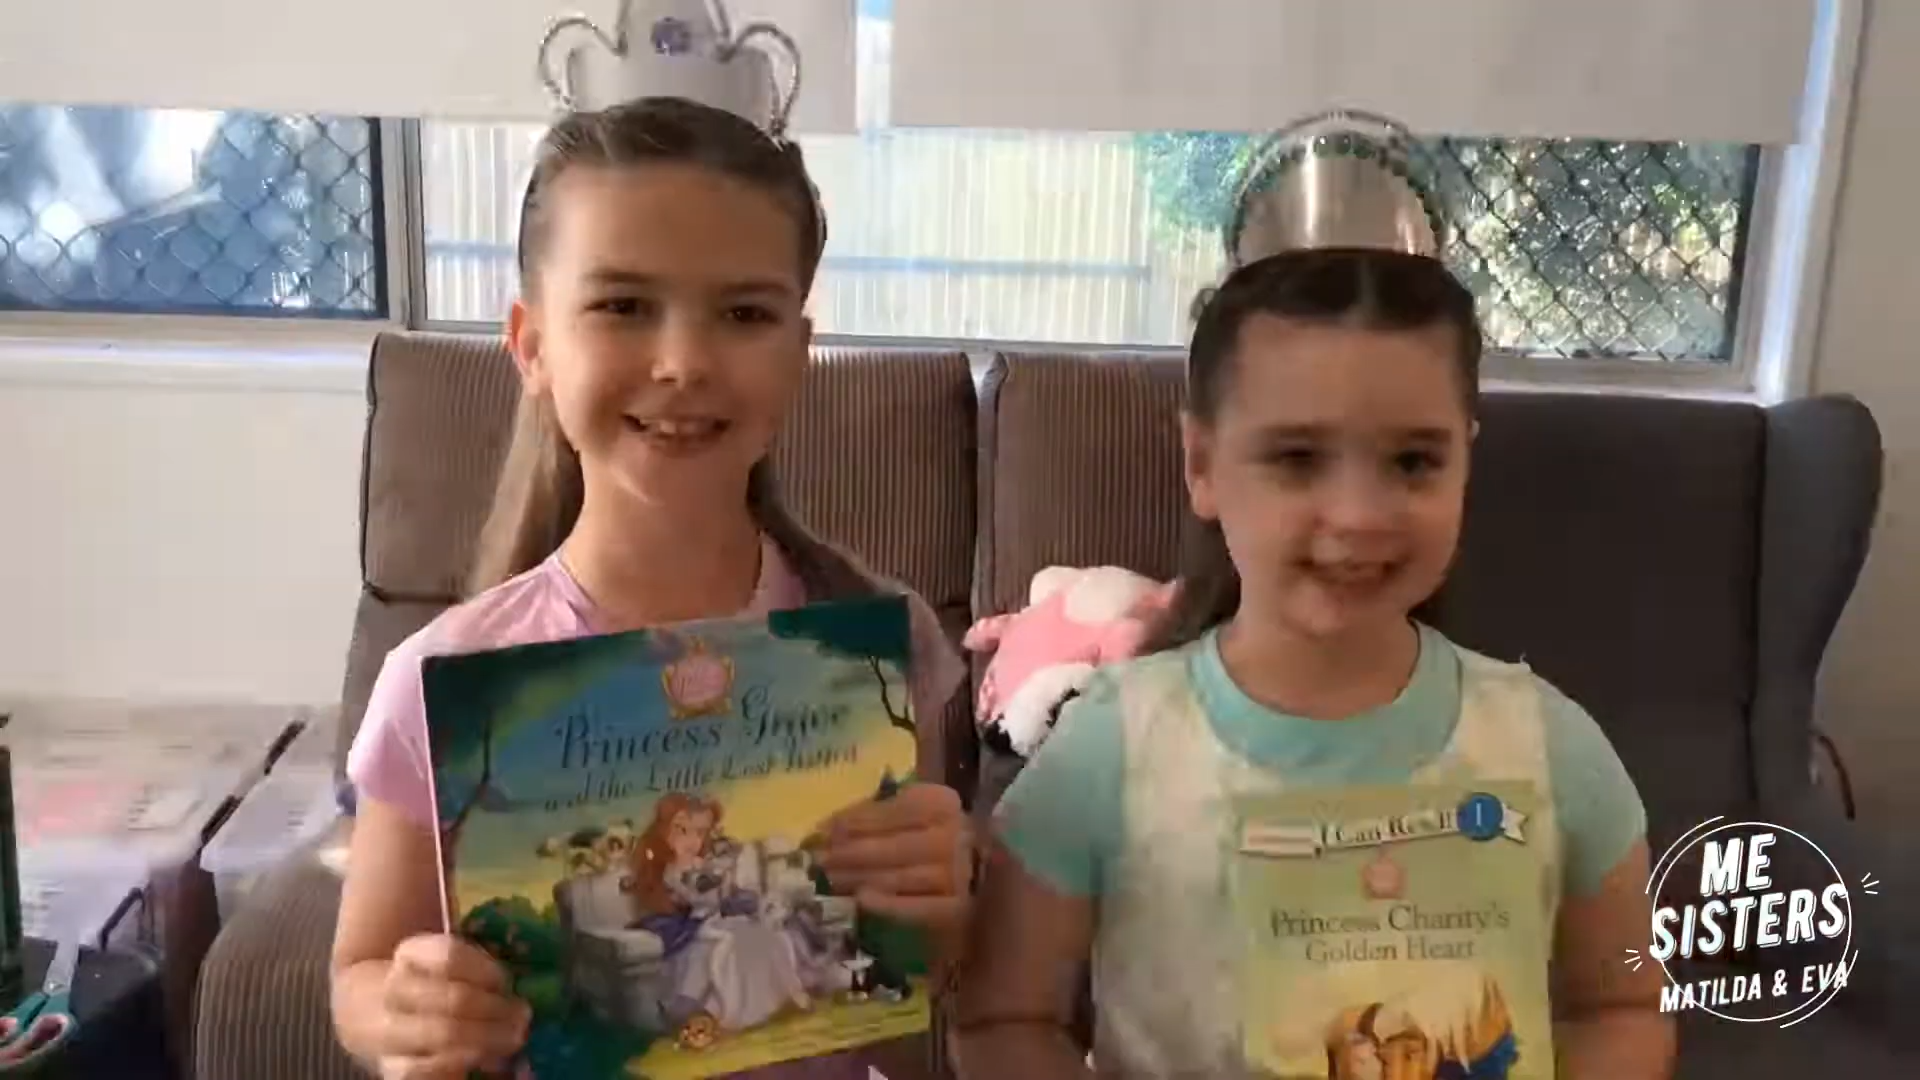 Princess Grace
and the Little Lost Kitten
I Can Read! 1
Princess Charity's
Golden Heart
ME
SISTERS
MATILDA & EVA